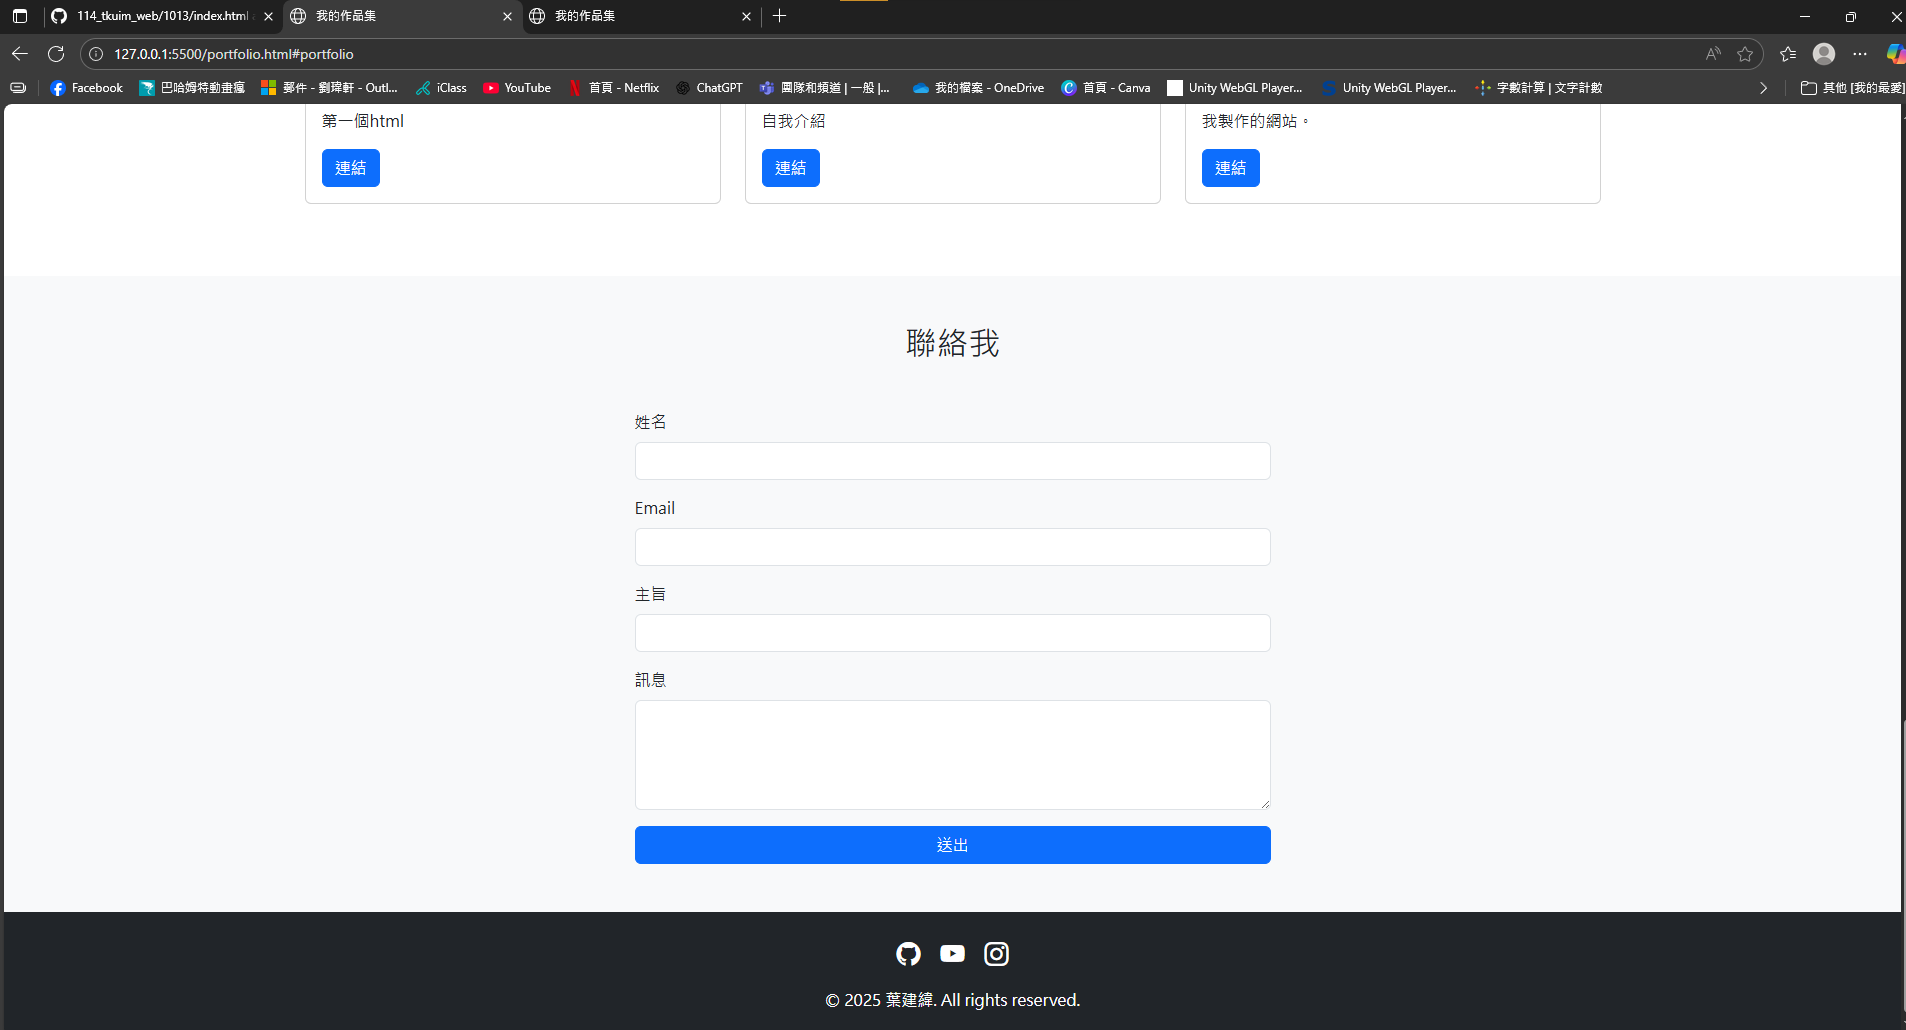 114_tkuim_web/1013/index.html
我的作品集
我的作品集
127.0.0.1:5500/portfolio.html#portfolio
Facebook
巴哈姆特動畫瘋
郵件 - 劉瑋軒 - Outl...
iClass
YouTube
首頁 - Netflix
ChatGPT
團隊和頻道 | 一般 |...
我的檔案 - OneDrive
首頁 - Canva
Unity WebGL Player...
Unity WebGL Player...
字數計算 | 文字計數
其他 [我的最愛]
第一個html
自我介紹
我製作的網站。
連結
連結
連結
聯絡我
姓名
Email
主旨
訊息
送出
© 2025 葉建緯. All rights reserved.